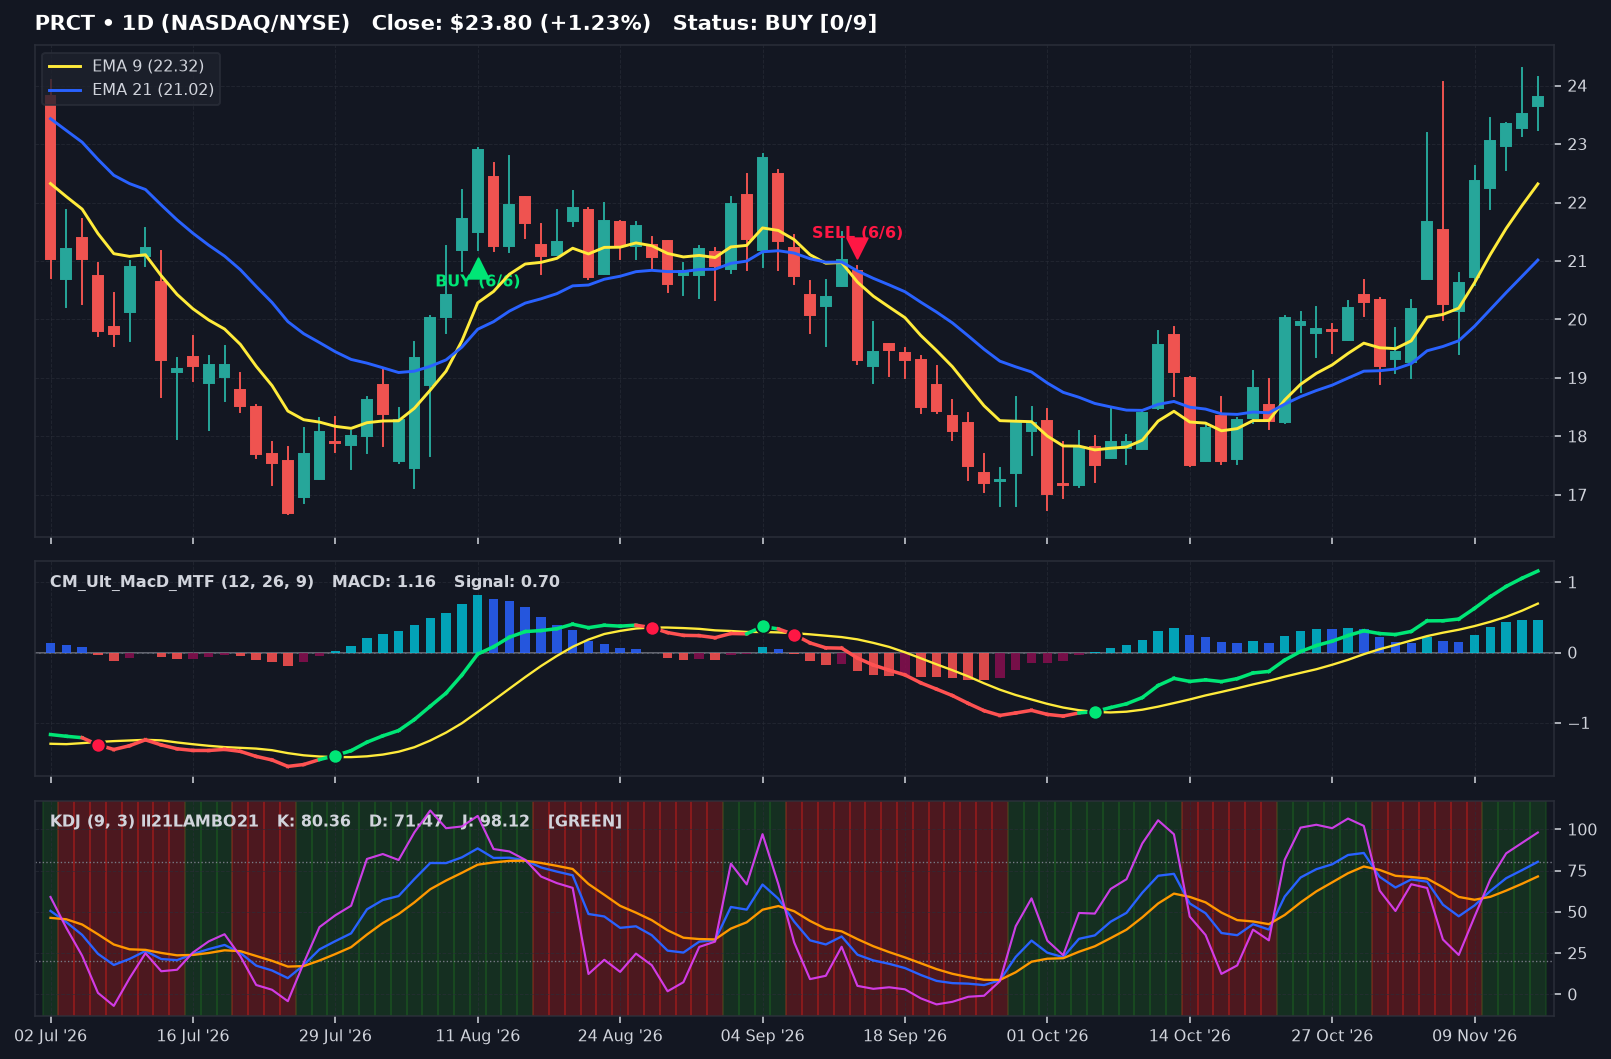 PRCT • 1D (NASDAQ/NYSE) Close: $23.80 (+1.23%) Status: BUY [0/9]
EMA 9 (22.32)
EMA 21 (21.02)
24
23
22
21
20
19
18
17
SELL (6/6)
BUY (6/6)
CM_Ult_MacD_MTF (12, 26, 9) MACD: 1.16 Signal: 0.70
1
0
−1
KDJ (9, 3) II21LAMBO21 K: 80.36 D: 71.47 J: 98.12 [GREEN]
100
75
50
25
0
02 Jul '26 16 Jul '26 29 Jul '26 11 Aug '26 24 Aug '26 04 Sep '26 18 Sep '26 01 Oct '26 14 Oct '26 27 Oct '26 09 Nov '26